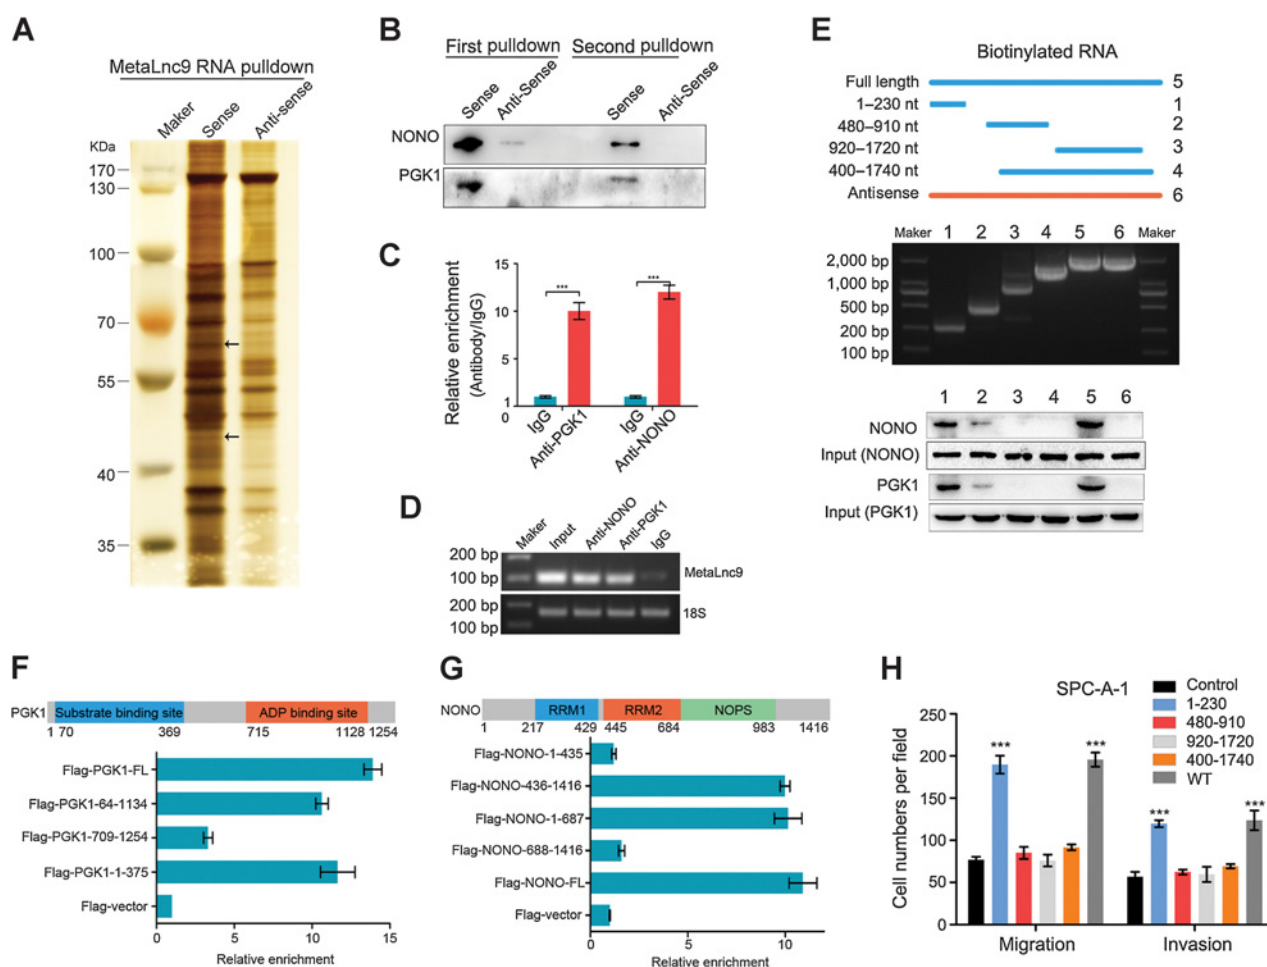 A
MetaLnc9 RNA pulldown
Maker
Sense
Anti-sense
KDa
170
130
100
70
55
40
35
B
First pulldown
Second pulldown
Sense
Anti-Sense
Sense
Anti-Sense
NONO
PGK1
C
Relative enrichment
(Antibody/IgG)
15
10
5
1
0
***
***
IgG
Anti-PGK1
IgG
Anti-NONO
D
Maker
Input
Anti-NONO
Anti-PGK1
IgG
200 bp
100 bp
MetaLnc9
200 bp
100 bp
18S
E
Biotinylated RNA
Full length 5
1–230 nt 1
480–910 nt 2
920–1720 nt 3
400–1740 nt 4
Antisense 6
Maker 1 2 3 4 5 6 Maker
2,000 bp
1,000 bp
500 bp
200 bp
100 bp
1 2 3 4 5 6
NONO
Input (NONO)
PGK1
Input (PGK1)
F
PGK1 Substrate binding site ADP binding site
1 70 369 715 1128 1254
Flag-PGK1-FL
Flag-PGK1-64-1134
Flag-PGK1-709-1254
Flag-PGK1-1-375
Flag-vector
0 5 10 15
Relative enrichment
G
NONO RRM1 RRM2 NOPS
1 217 429 445 684 983 1416
Flag-NONO-1-435
Flag-NONO-436-1416
Flag-NONO-1-687
Flag-NONO-688-1416
Flag-NONO-FL
Flag-vector
0 5 10
Relative enrichment
H
SPC-A-1
Control
1-230
480-910
920-1720
400-1740
WT
Cell numbers per field
250
200
150
100
50
0
*** *** *** ***
Migration Invasion